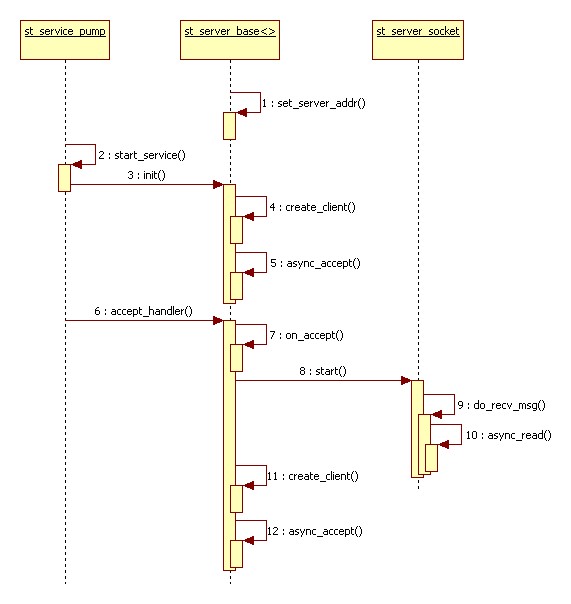 st_service_pump
st_server_base<>
st_server_socket
1 : set_server_addr()
2 : start_service()
3 : init()
4 : create_client()
5 : async_accept()
6 : accept_handler()
7 : on_accept()
8 : start()
9 : do_recv_msg()
10 : async_read()
11 : create_client()
12 : async_accept()